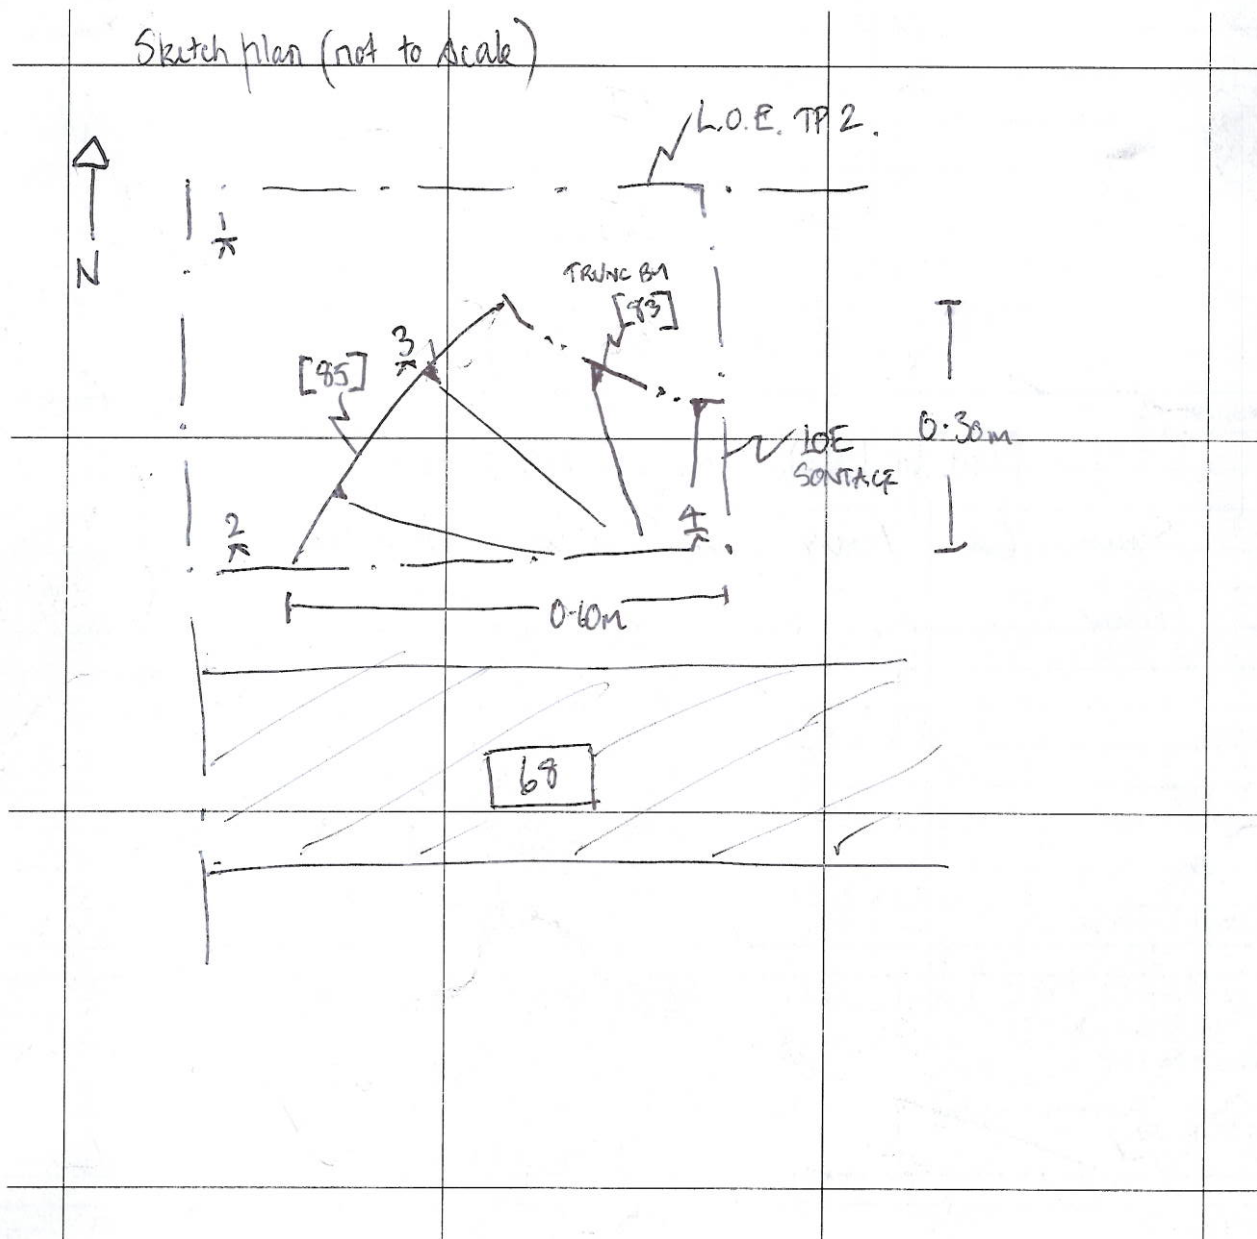 Sketch plan (not to scale)
L.O.E. TP 2.
N
1
TRUNC BY
[83]
3
[85]
LOE
SONTAGE
0.30m
2
4
0.60m
68